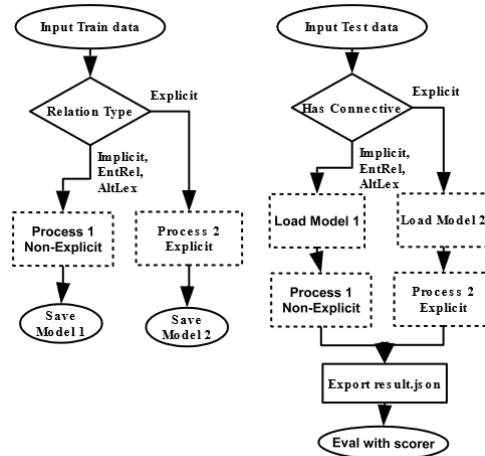 Input Train data
Relation Type
Explicit
Implicit,
EntRel,
AltLex
Process 1
Non-Explicit
Process 2
Explicit
Save
Model 1
Save
Model 2
Input Test data
Has Connective
Explicit
Implicit,
EntRel,
AltLex
Load Model 1
Load Model 2
Process 1
Non-Explicit
Process 2
Explicit
Export result.json
Eval with scorer